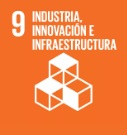 9 INDUSTRIA,
INNOVACIÓN E
INFRAESTRUCTURA